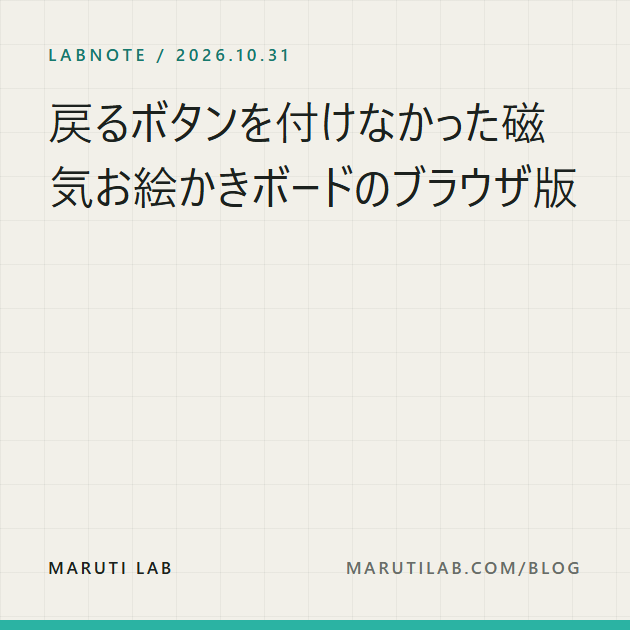 LABNOTE / 2026.10.31
戻るボタンを付けなかった磁
気お絵かきボードのブラウザ版
MARUTI LAB
MARUTILAB.COM/BLOG